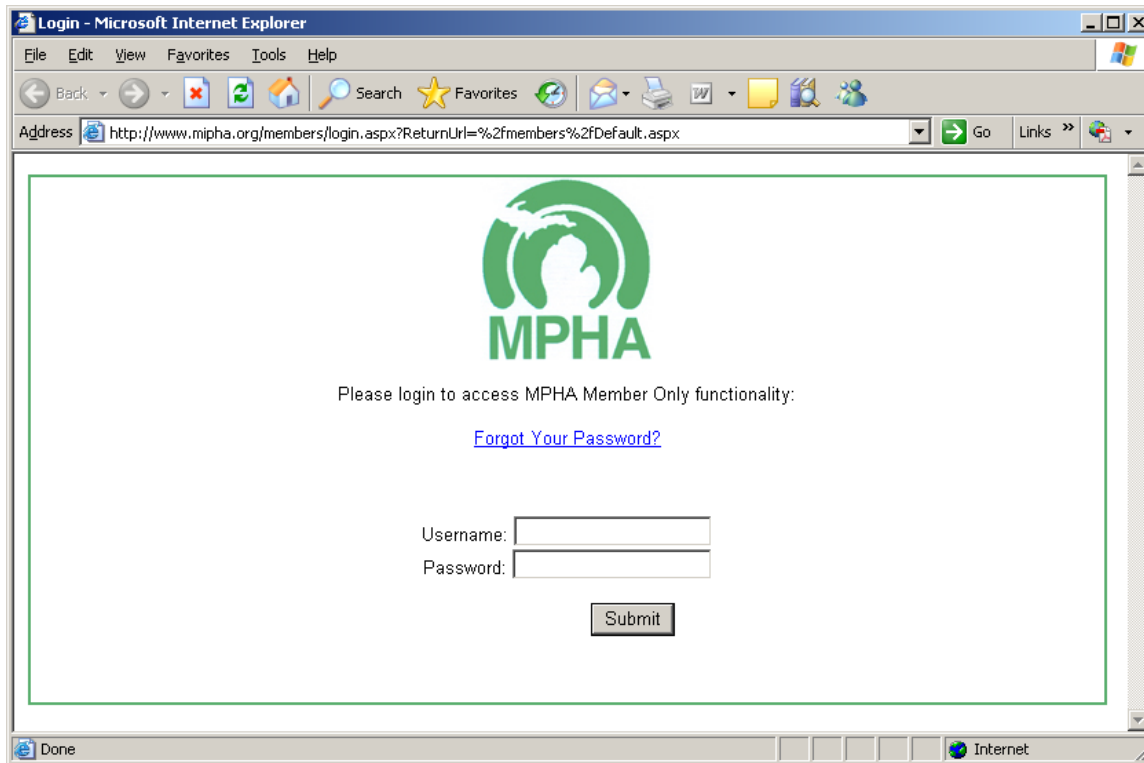 Login - Microsoft Internet Explorer
File Edit View Favorites Tools Help
Back Search Favorites
Address http://www.mipha.org/members/login.aspx?ReturnUrl=%2fmembers%2fDefault.aspx Go Links »
MPHA
Please login to access MPHA Member Only functionality:
Forgot Your Password?
Username:
Password:
Submit
Done Internet